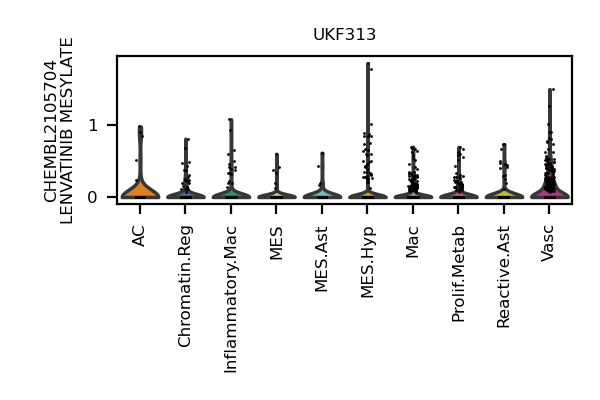 UKF313
CHEMBL2105704
LENVATINIB MESYLATE
1
0
AC
Chromatin.Reg
Inflammatory.Mac
MES
MES.Ast
MES.Hyp
Mac
Prolif.Metab
Reactive.Ast
Vasc